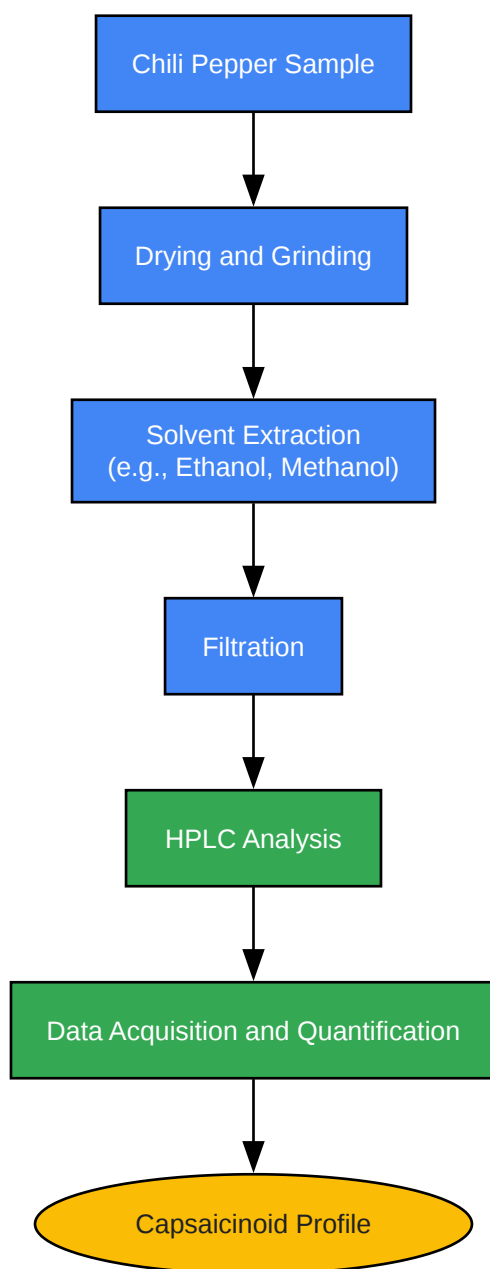 Chili Pepper Sample
Drying and Grinding
Solvent Extraction
(e.g., Ethanol, Methanol)
Filtration
HPLC Analysis
Data Acquisition and Quantification
Capsaicinoid Profile